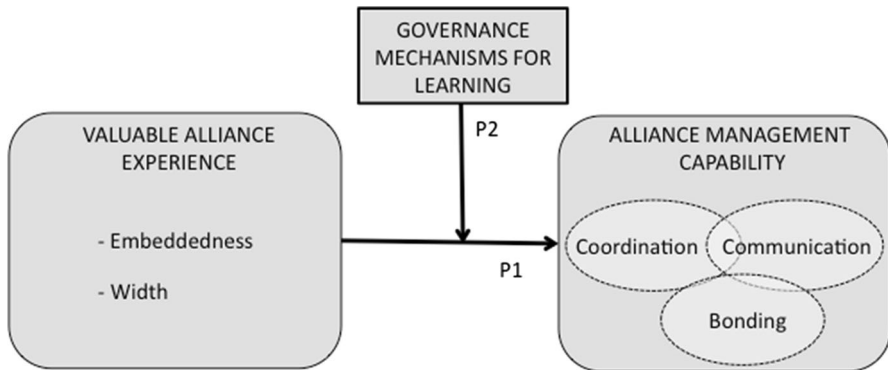 GOVERNANCE
MECHANISMS FOR
LEARNING
P2
VALUABLE ALLIANCE
EXPERIENCE
- Embeddedness
- Width
P1
ALLIANCE MANAGEMENT
CAPABILITY
Coordination
Communication
Bonding